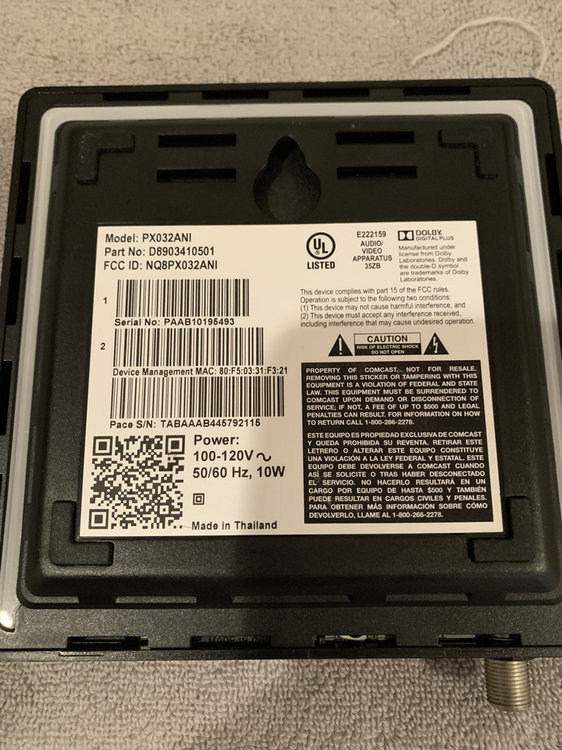 Model: PX032ANI
Part No: D8903410501
FCC ID: NQ8PX032ANI
UL
LISTED
E222159
AUDIO/
VIDEO
APPARATUS
35ZB
DOLBY
DIGITAL PLUS
Manufactured under
license from Dolby
Laboratories. Dolby and
the double-D symbol
are trademarks of Dolby
Laboratories.
1
Serial No: PAAB10195493
2
Device Management MAC: 80:F5:03:31:F3:21
Pace S/N: TABAAAB445792115
Power:
100-120V ~
50/60 Hz, 10W
Made in Thailand
This device complies with part 15 of the FCC rules.
Operation is subject to the following two conditions:
(1) This device may not cause harmful interference, and
(2) This device must accept any interference received,
including interference that may cause undesired operation.
CAUTION
RISK OF ELECTRIC SHOCK
DO NOT OPEN
PROPERTY OF COMCAST. NOT FOR RESALE.
REMOVING THIS STICKER OR TAMPERING WITH THIS
EQUIPMENT IS A VIOLATION OF FEDERAL AND STATE
LAW. THIS EQUIPMENT MUST BE SURRENDERED TO
COMCAST UPON DEMAND OR DISCONNECTION OF
SERVICE; IF NOT, A FEE OF UP TO $500 AND LEGAL
PENALTIES CAN RESULT. FOR INFORMATION ON HOW
TO RETURN CALL 1-800-266-2278.
ESTE EQUIPO ES PROPIEDAD EXCLUSIVA DE COMCAST
Y QUEDA PROHIBIDA SU REVENTA. RETIRAR ESTE
LETRERO O ALTERAR ESTE EQUIPO CONSTITUYE
UNA VIOLACIÓN A LA LEY FEDERAL Y ESTATAL. ESTE
EQUIPO DEBE DEVOLVERSE A COMCAST CUANDO
ASÍ SE SOLICITE O TRAS HABER DESCONECTADO
EL SERVICIO. NO HACERLO RESULTARÁ EN UN
CARGO POR EQUIPO DE HASTA $500 Y TAMBIÉN
PUEDE RESULTAR EN CARGOS CIVILES Y PENALES.
PARA OBTENER MÁS INFORMACIÓN SOBRE CÓMO
DEVOLVERLO, LLAME AL 1-800-266-2278.